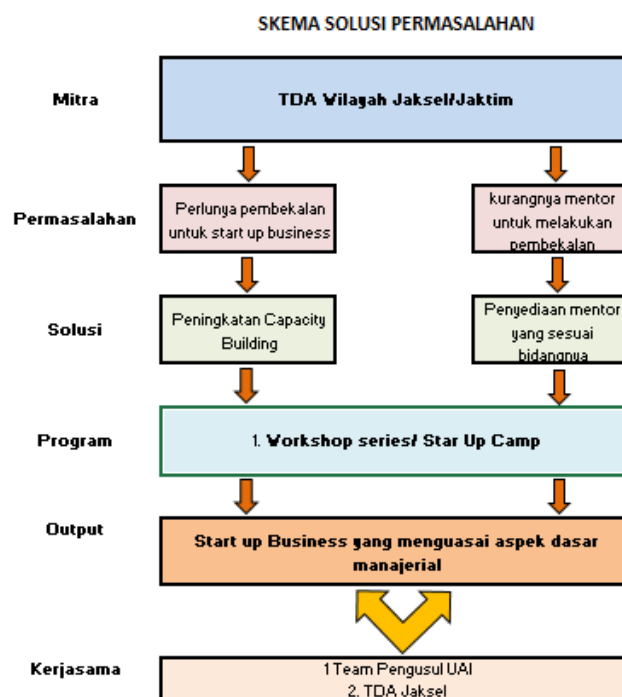 SKEMA SOLUSI PERMASALAHAN
Mitra
TDA Wilayah Jaksel/Jaktim
Permasalahan
Perlunya pembekalan
untuk start up business
kurangnya mentor
untuk melakukan
pembekalan
Solusi
Peningkatan Capacity
Building
Penyediaan mentor
yang sesuai
bidangnya
Program
1. Workshop series/ Star Up Camp
Output
Start up Business yang menguasai aspek dasar
manajerial
Kerjasama
1 Team Pengusul UAI
2. TDA Jaksel